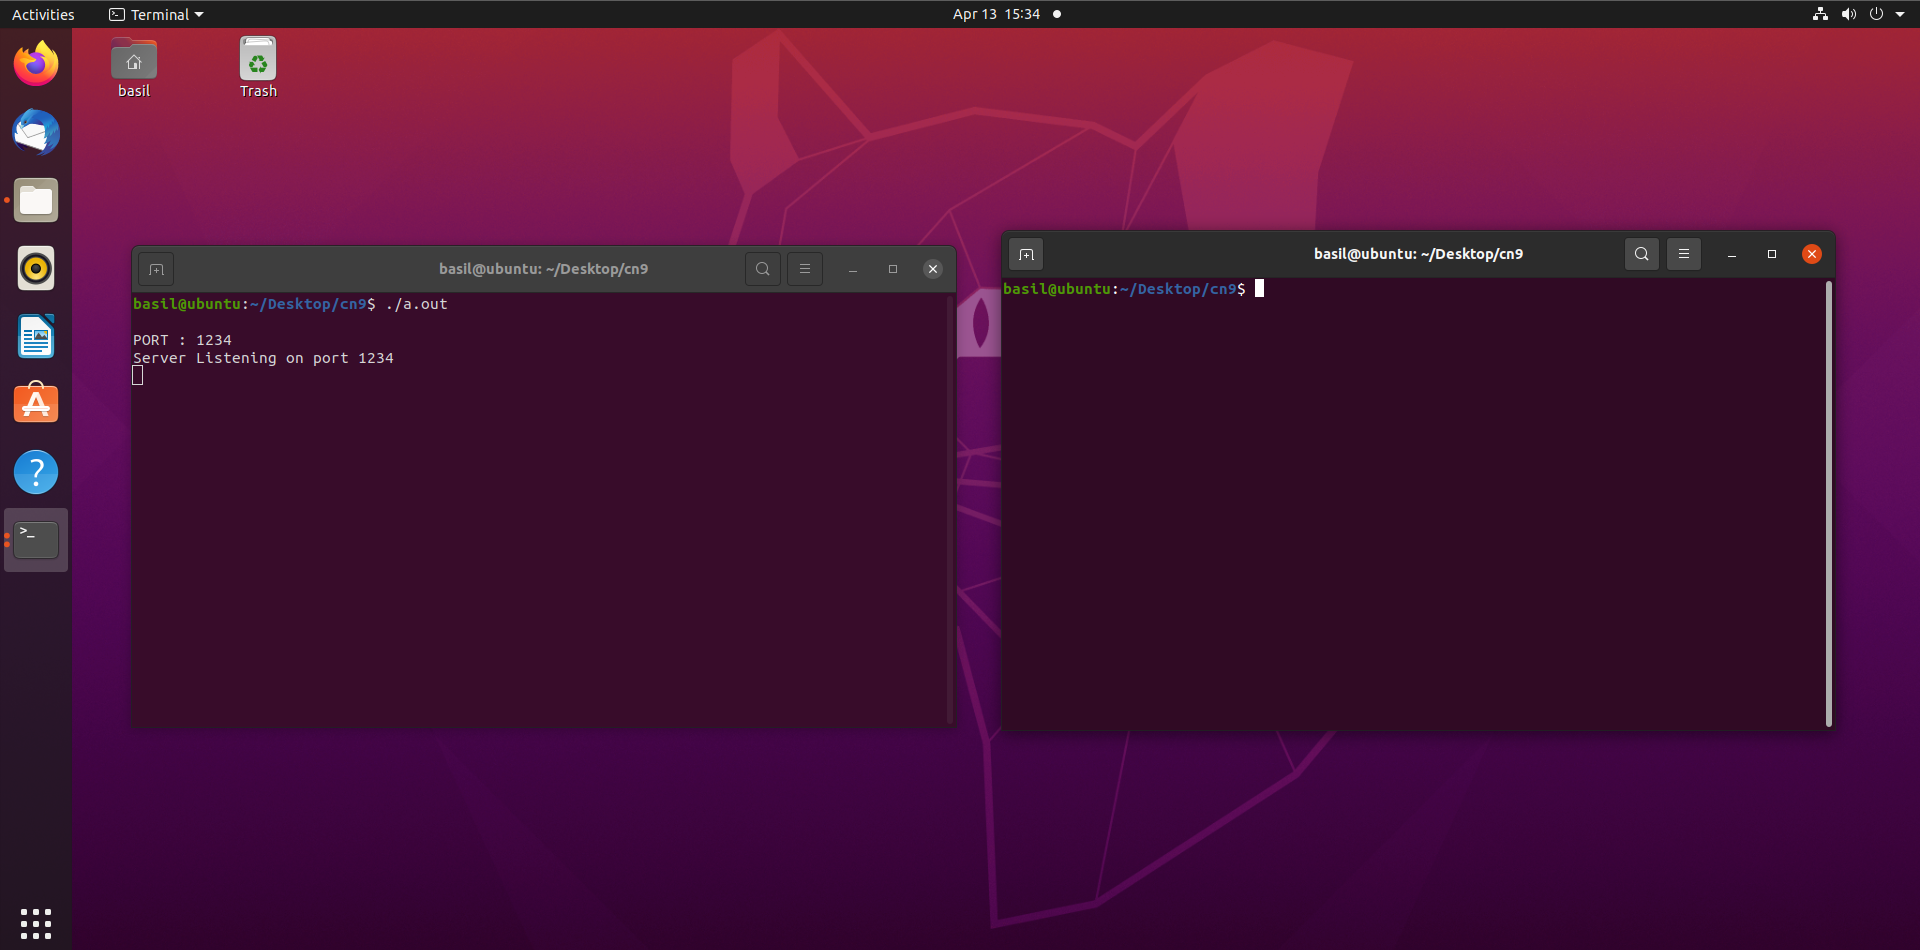 Activities
Terminal
Apr 13 15:34
basil
Trash
basil@ubuntu: ~/Desktop/cn9
basil@ubuntu:~/Desktop/cn9$ ./a.out
PORT : 1234
Server Listening on port 1234
basil@ubuntu: ~/Desktop/cn9
basil@ubuntu:~/Desktop/cn9$